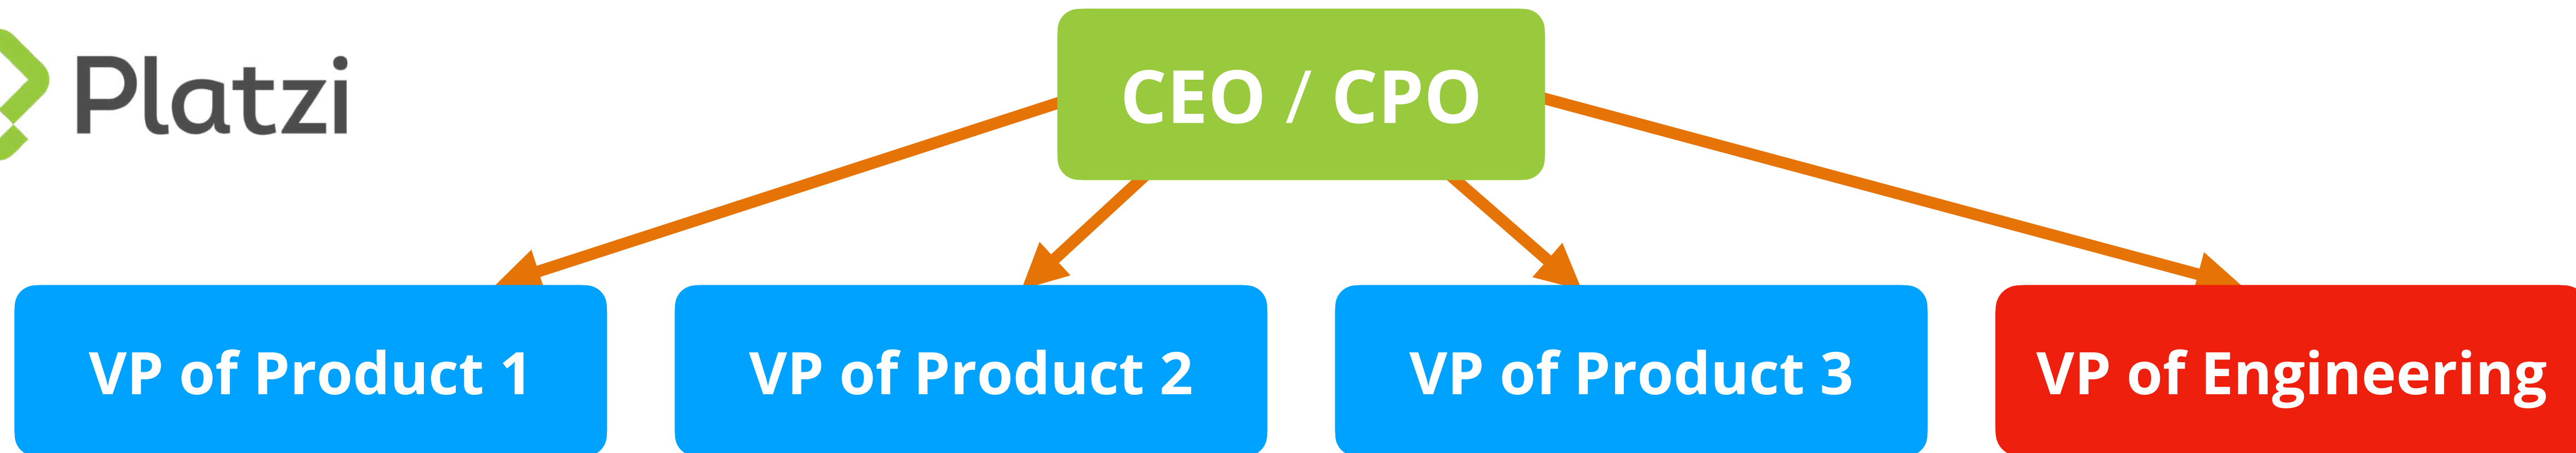 Platzi
CEO / CPO
VP of Product 1
VP of Product 2
VP of Product 3
VP of Engineering